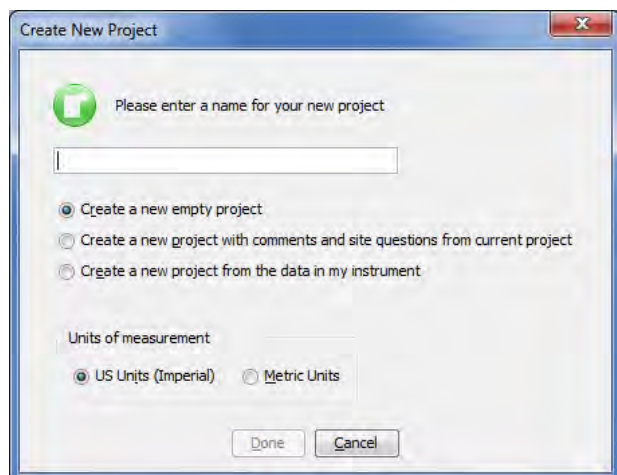 Create New Project
Please enter a name for your new project
Create a new empty project
Create a new project with comments and site questions from current project
Create a new project from the data in my instrument
Units of measurement
US Units (Imperial) Metric Units
Done Cancel